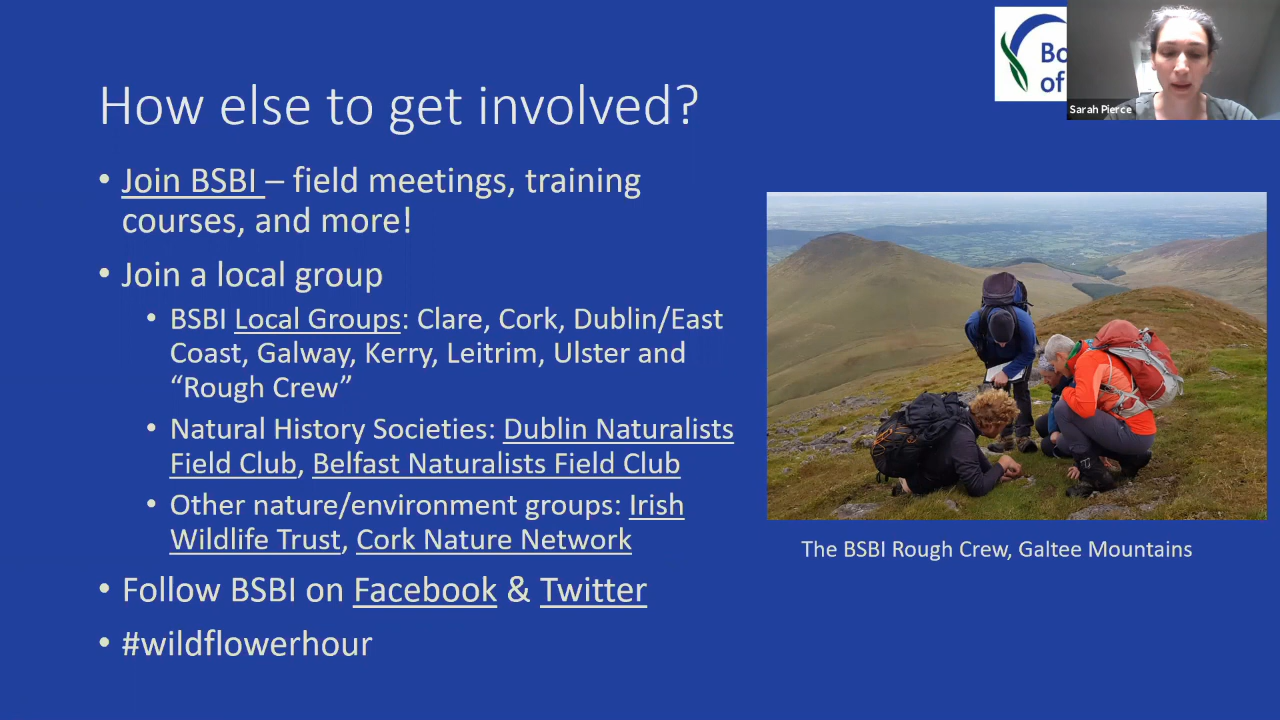 Bo
of
Sarah Pierce
How else to get involved?
• Join BSBI – field meetings, training
courses, and more!
• Join a local group
• BSBI Local Groups: Clare, Cork, Dublin/East
Coast, Galway, Kerry, Leitrim, Ulster and
“Rough Crew”
• Natural History Societies: Dublin Naturalists
Field Club, Belfast Naturalists Field Club
• Other nature/environment groups: Irish
Wildlife Trust, Cork Nature Network
• Follow BSBI on Facebook & Twitter
• #wildflowerhour
The BSBI Rough Crew, Galtee Mountains